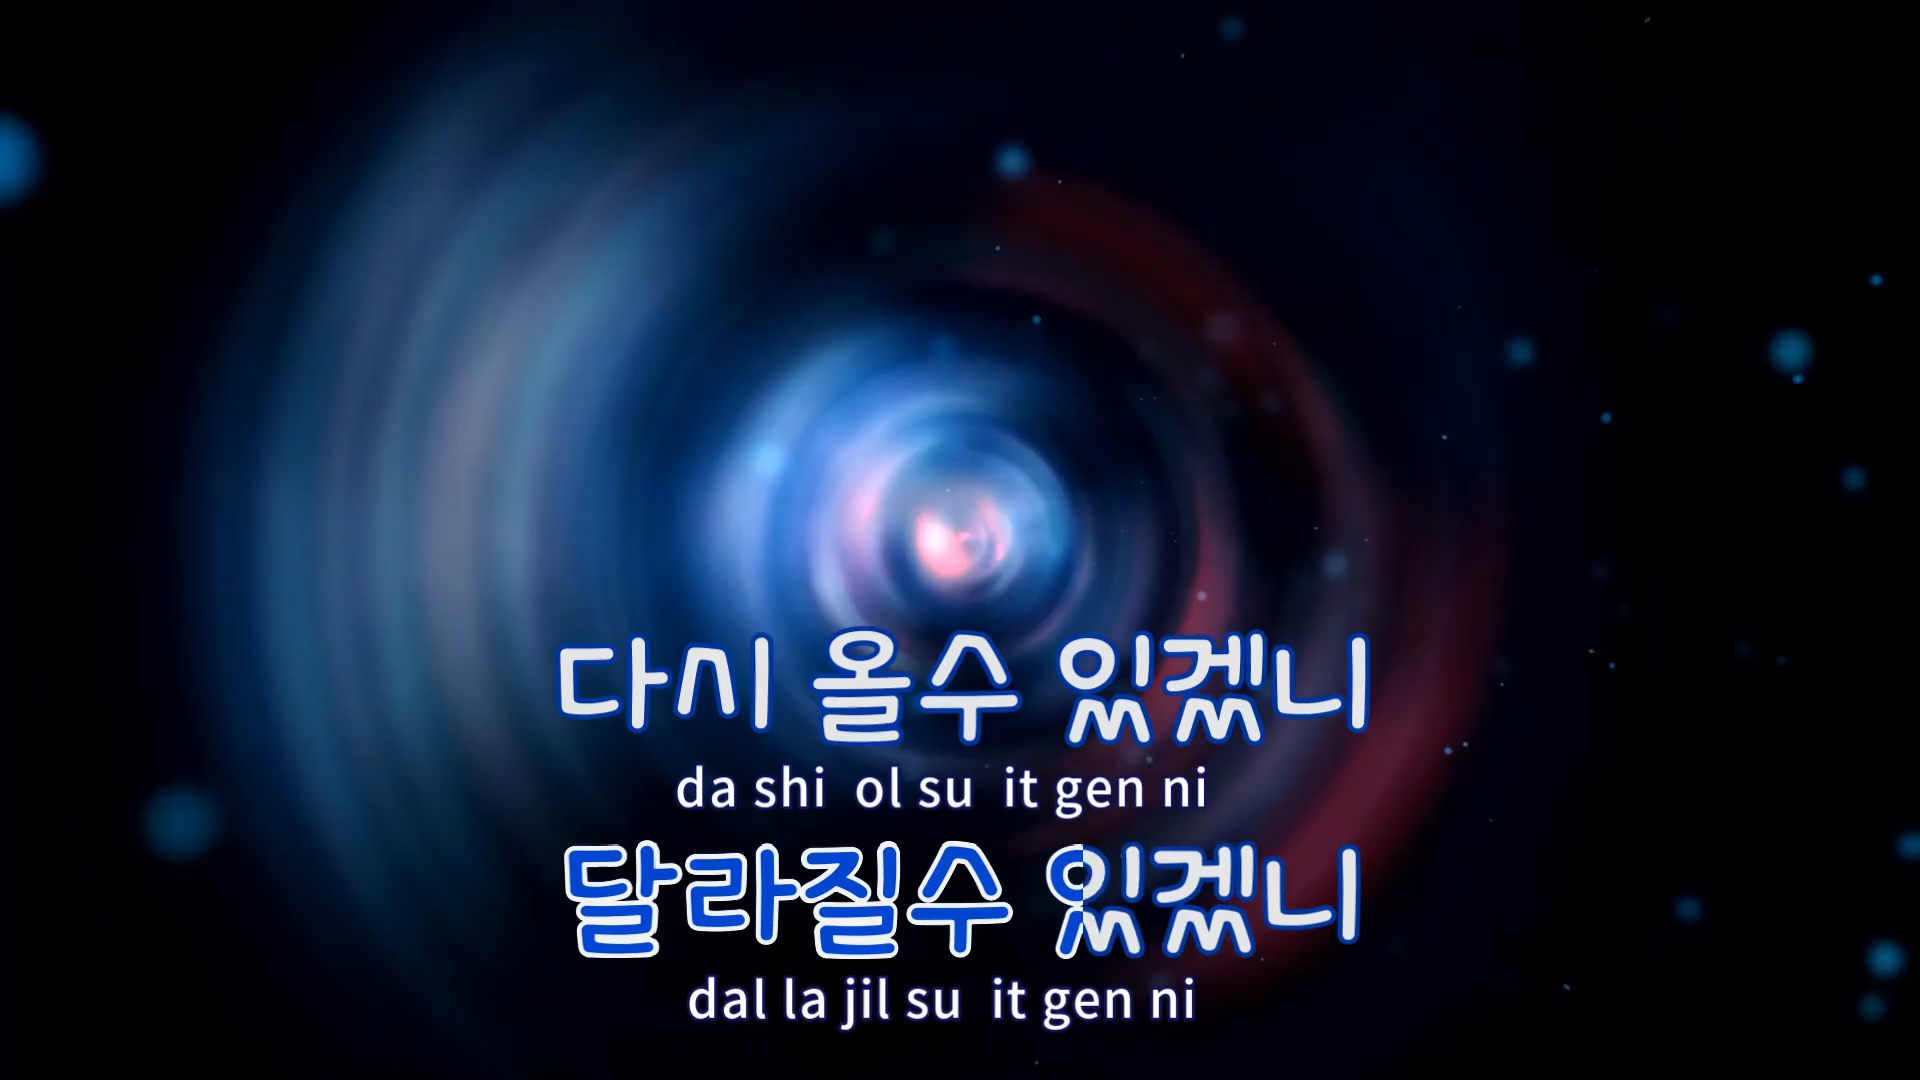 다시 올수 있겠니
da shi ol su it gen ni
달라질수 있겠니
dal la jil su it gen ni